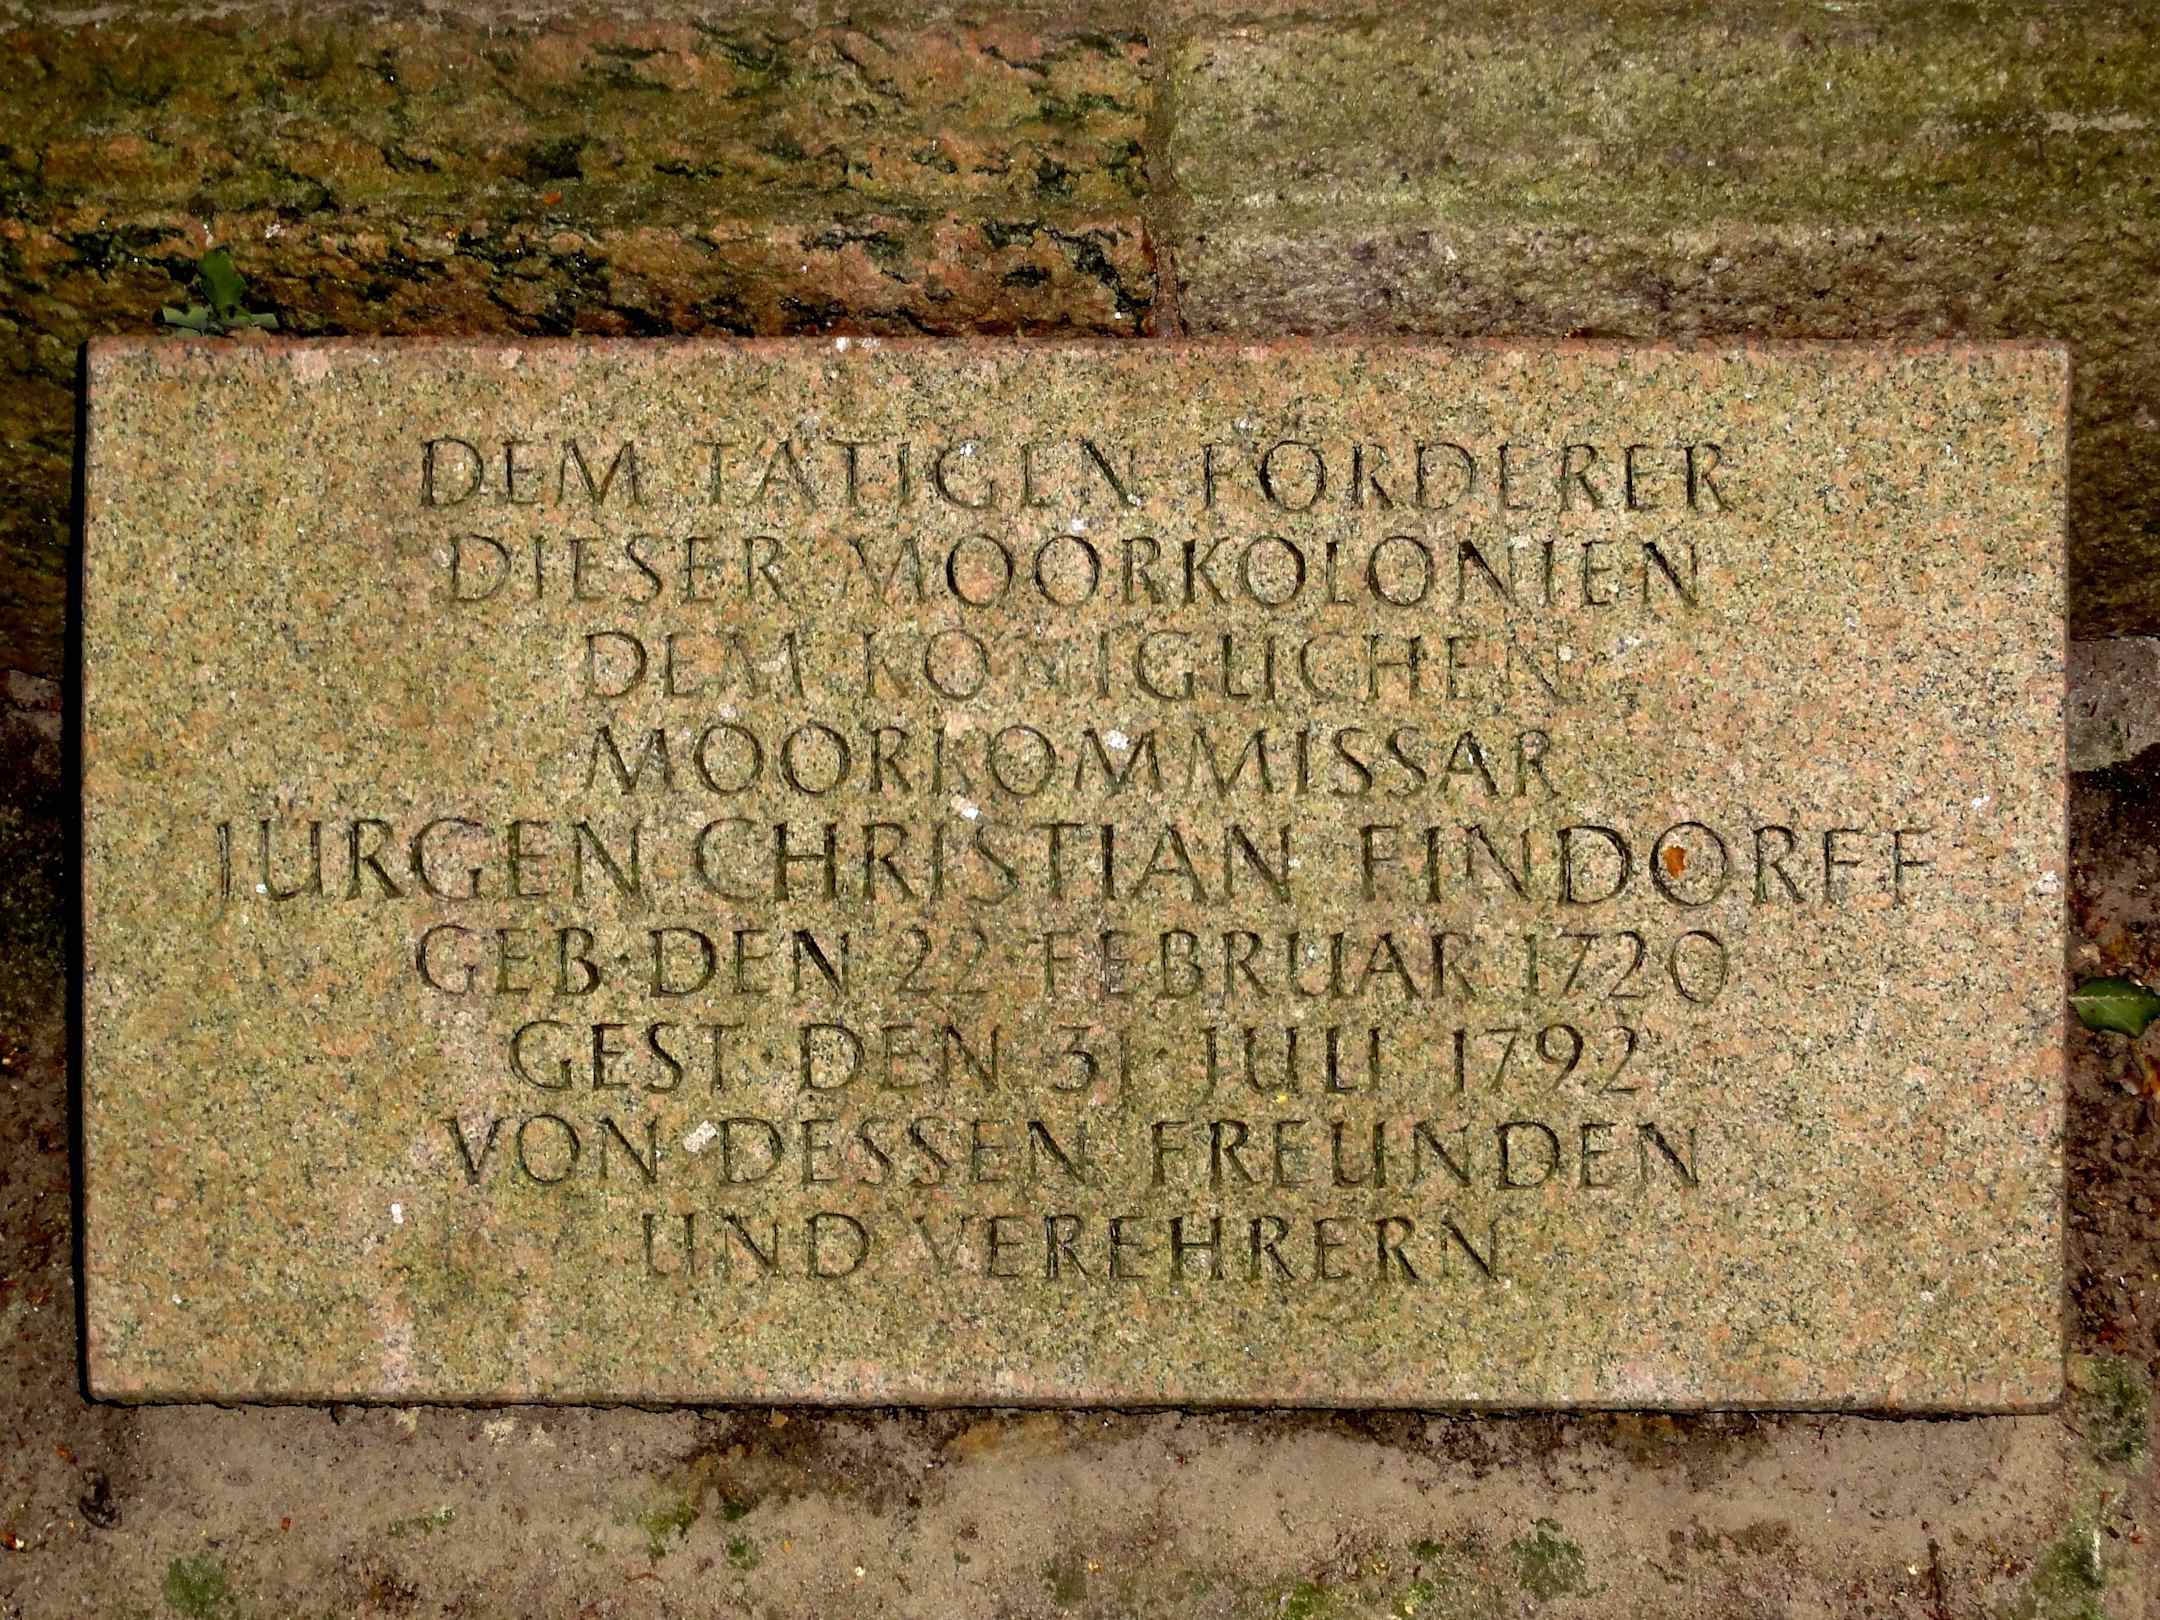 DEM TÄTIGEN FÖRDERER
DIESER MOORKOLONIEN
DEM KÖNIGLICHEN
MOORKOMMISSAR
JÜRGEN CHRISTIAN FINDORFF
GEB·DEN 22 FEBRUAR 1720
GEST·DEN 31·JULI 1792
VON DESSEN FREUNDEN
UND VEREHRERN